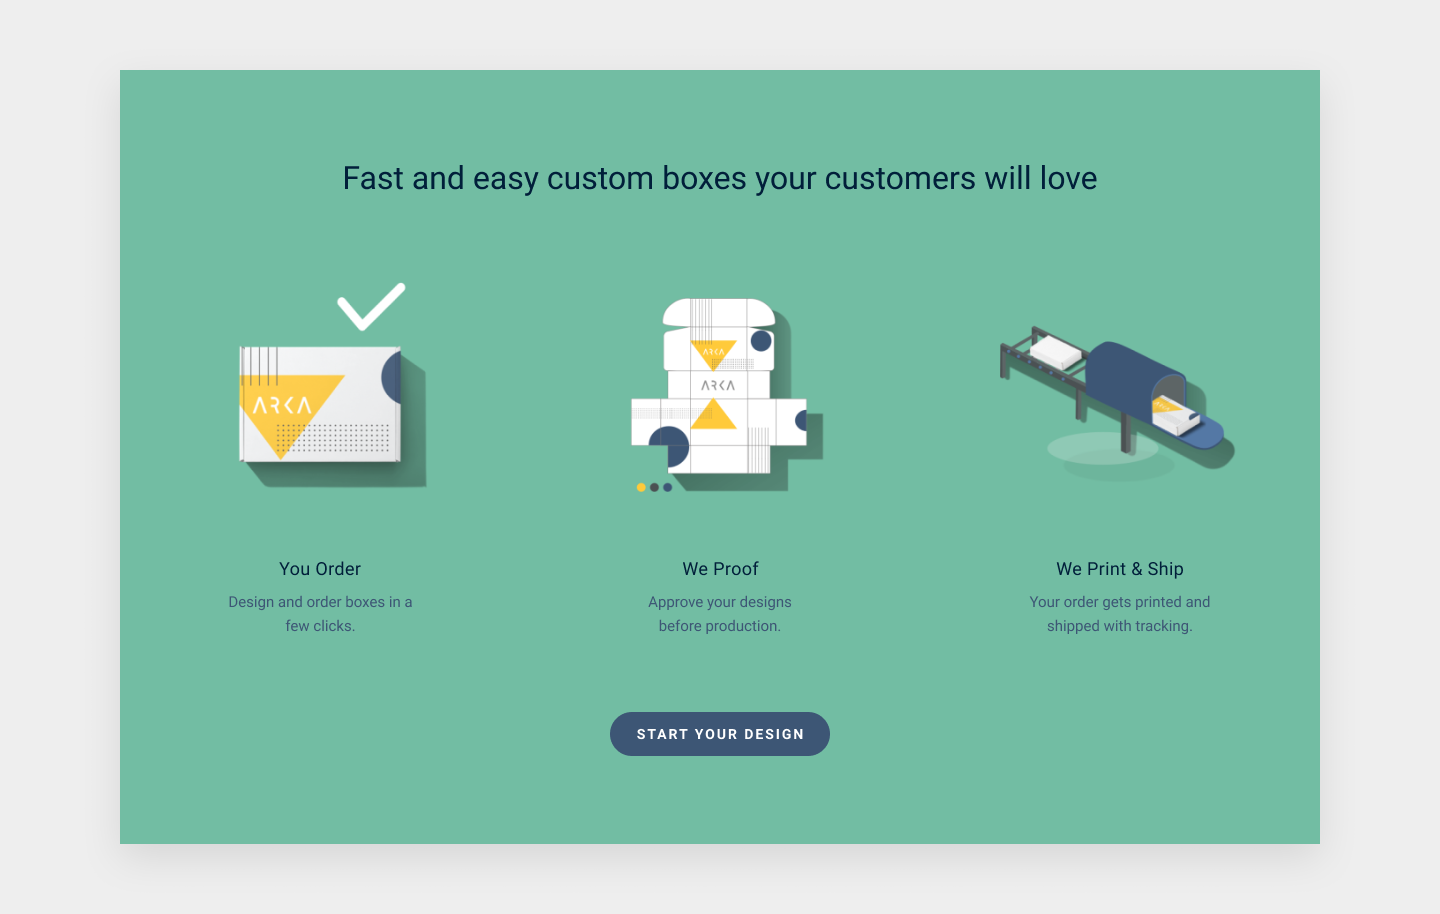 Fast and easy custom boxes your customers will love
ARKA
ARKA
ARKA
ARKA
You Order
Design and order boxes in a
few clicks.
We Proof
Approve your designs
before production.
We Print & Ship
Your order gets printed and
shipped with tracking.
START YOUR DESIGN